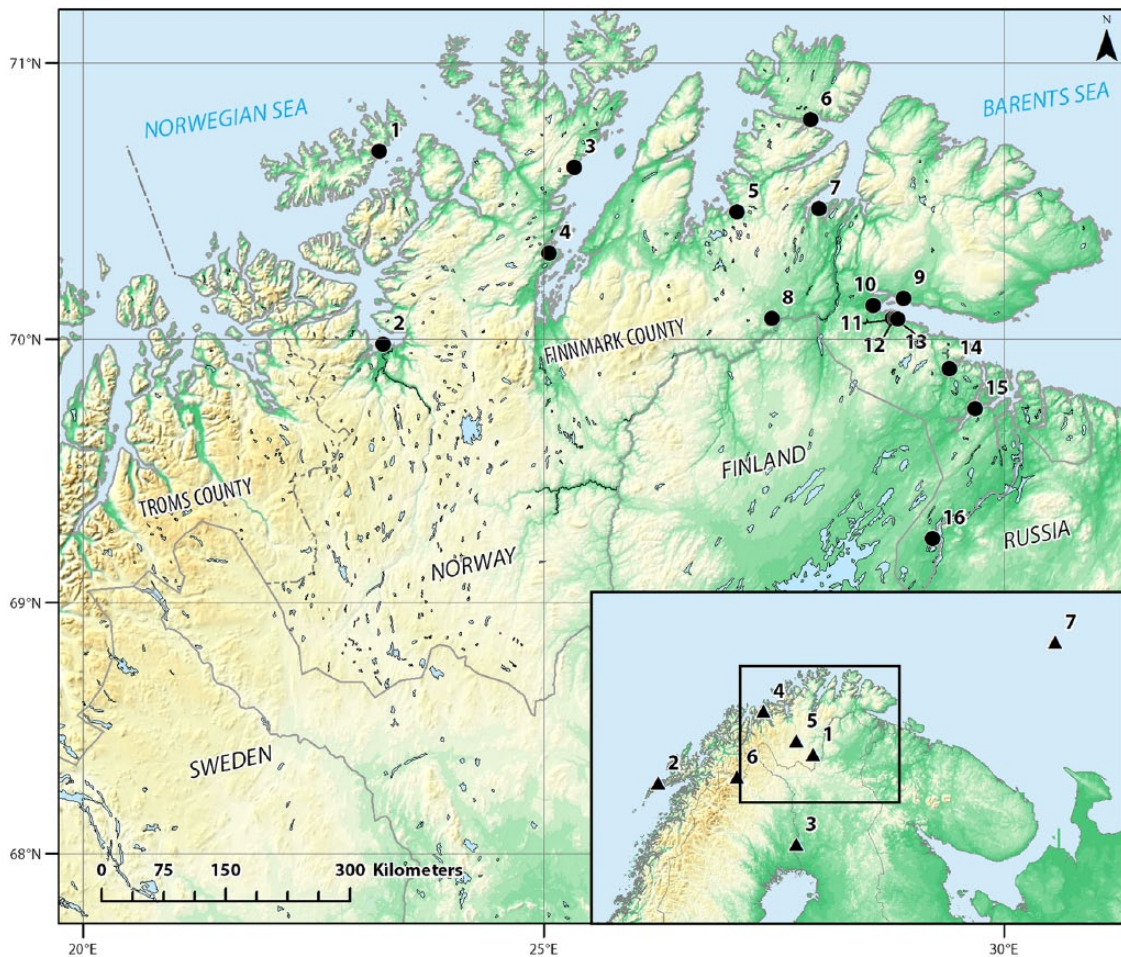 N
71°N
NORWEGIAN SEA
BARENTS SEA
1
3
6
5
7
4
2
8
10
9
11
12
13
14
15
16
70°N
FINNMARK COUNTY
TROMS COUNTY
FINLAND
NORWAY
RUSSIA
69°N
SWEDEN
68°N
0 75 150 300 Kilometers
7
4
5
1
2
6
3
20°E
25°E
30°E